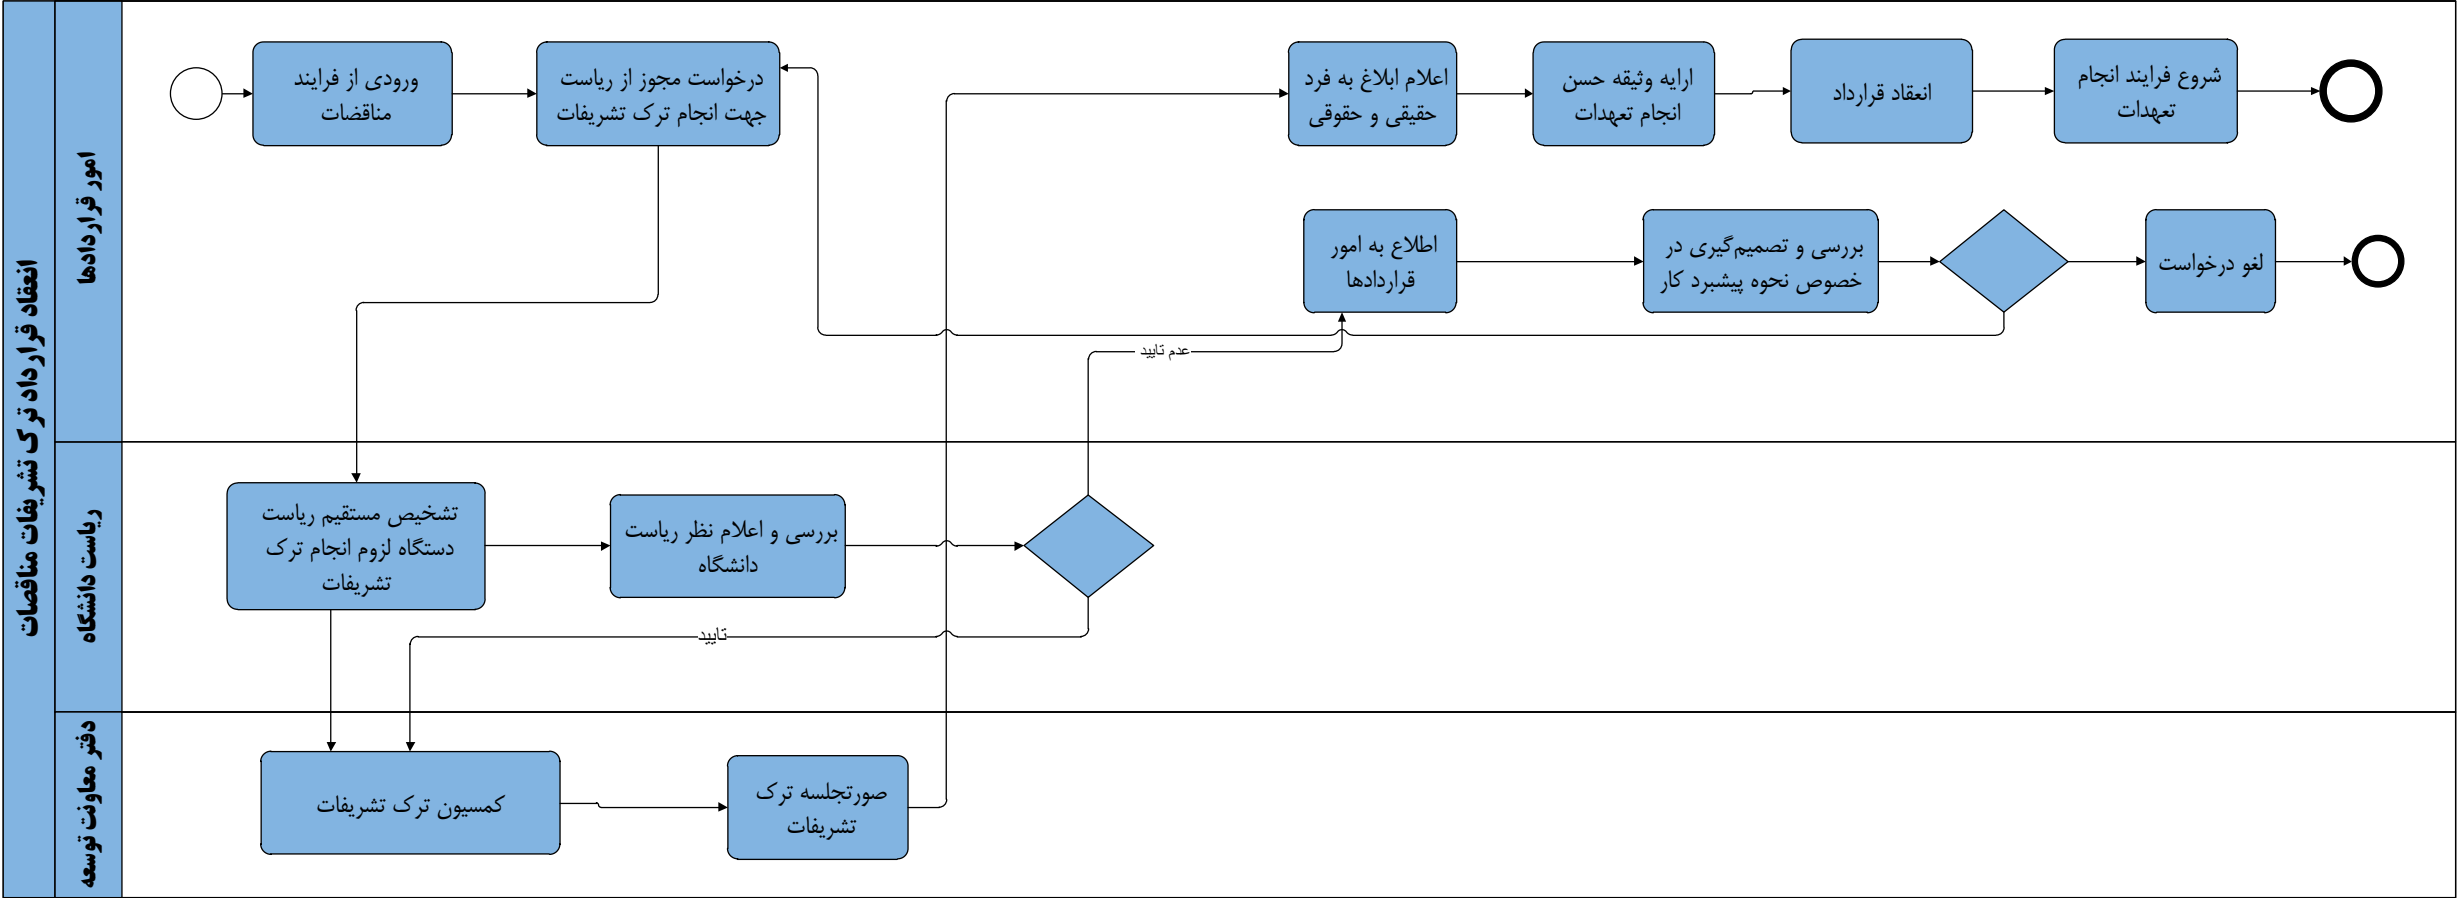 انعقاد قرارداد ترک تشریفات مناقصات
امور قراردادها
ورودی از فرایند
مناقضات
درخواست مجوز از ریاست
جهت انجام ترک تشریفات
اعلام ابلاغ به فرد
حقیقی و حقوقی
ارایه وثیقه حسن
انجام تعهدات
انعقاد قرارداد
شروع فرایند انجام
تعهدات
اطلاع به امور
قراردادها
بررسی و تصمیم‌گیری در
خصوص نحوه پیشبرد کار
لغو درخواست
عدم تایید
ریاست دانشگاه
تشخیص مستقیم ریاست
دستگاه لزوم انجام ترک
تشریفات
بررسی و اعلام نظر ریاست
دانشگاه
تایید
دفتر معاونت توسعه
کمسیون ترک تشریفات
صورتجلسه ترک
تشریفات